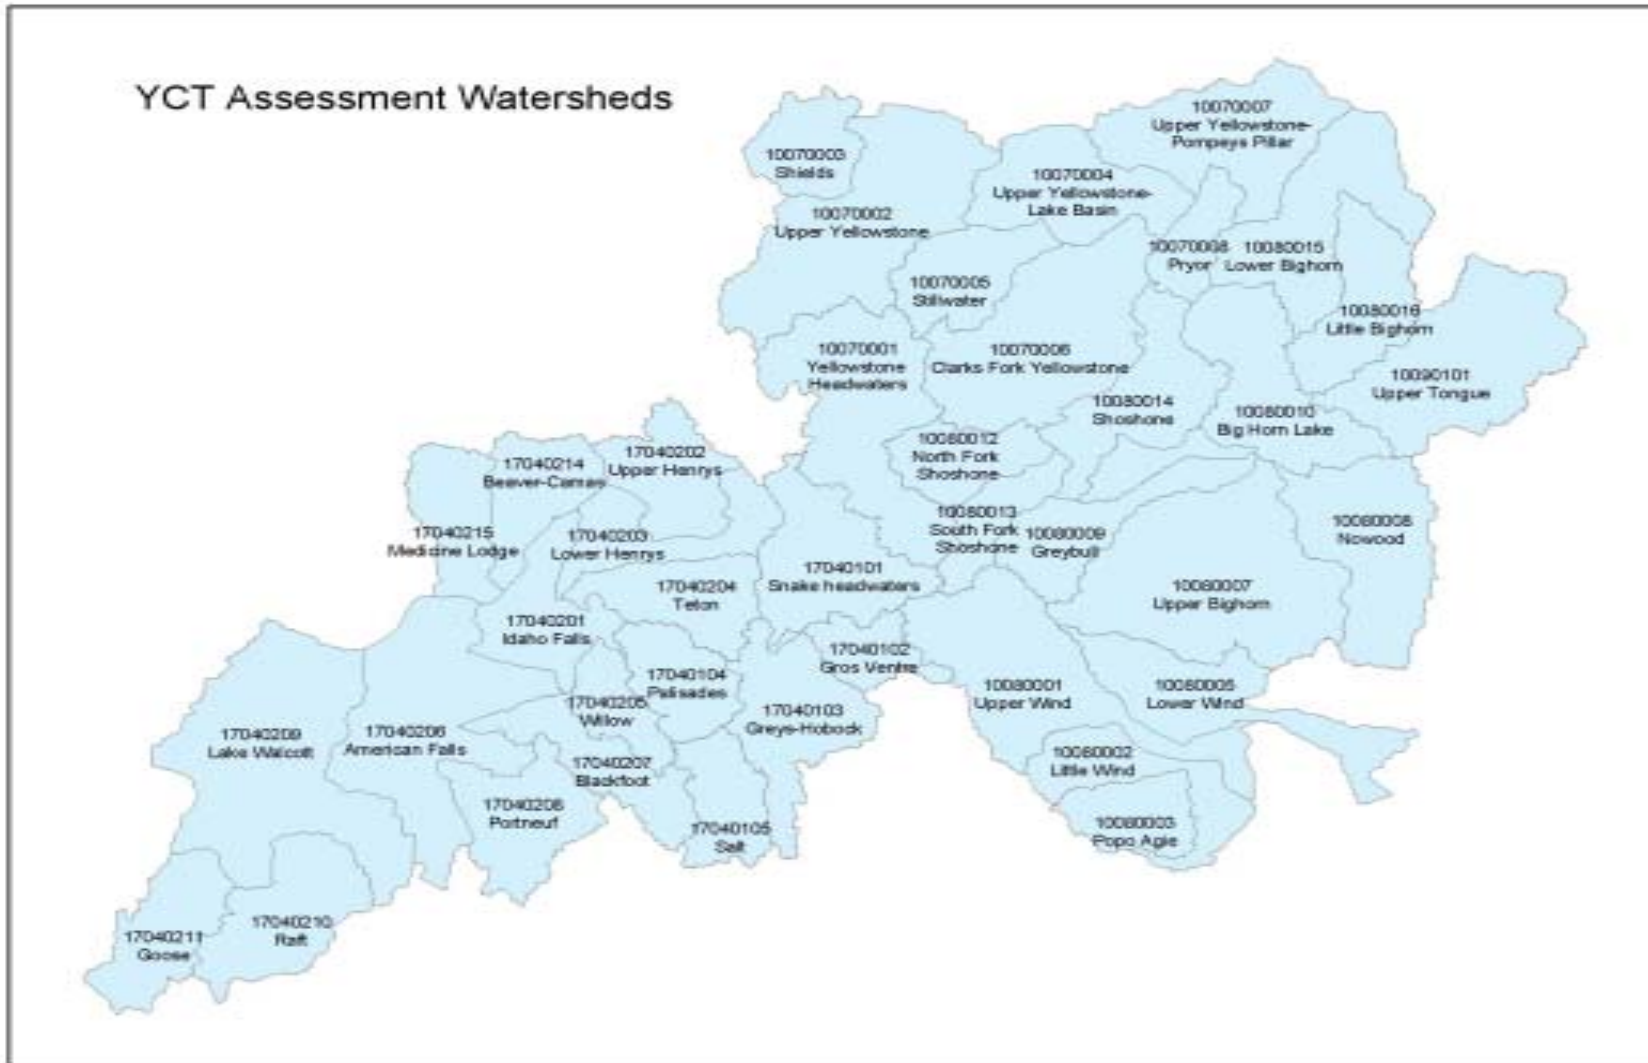 YCT Assessment Watersheds
10070007
Upper Yellowstone-
Pompeys Pillar
10070003
Shields
10070004
Upper Yellowstone-
Lake Basin
10070002
Upper Yellowstone
10070008
Pryor
10080015
Lower Bighorn
10070005
Stillwater
10080016
Little Bighorn
10070001
Yellowstone
Headwaters
10070006
Clarks Fork Yellowstone
10090101
Upper Tongue
10080014
Shoshone
10080010
Big Horn Lake
10080012
North Fork
Shoshone
17040202
Upper Henrys
17040214
Beaver-Camas
10080013
South Fork
Shoshone
10080009
Greybull
10080008
Nowood
17040215
Medicine Lodge
17040203
Lower Henrys
17040101
Snake headwaters
17040204
Teton
10080007
Upper Bighorn
17040201
Idaho Falls
17040102
Gros Ventre
17040104
Palisades
10080001
Upper Wind
10080005
Lower Wind
17040205
Willow
17040103
Greys-Hobock
17040209
Lake Walcott
17040206
American Falls
10080002
Little Wind
17040207
Blackfoot
17040208
Portneuf
17040105
Salt
10080003
Popo Agie
17040210
Raft
17040211
Goose